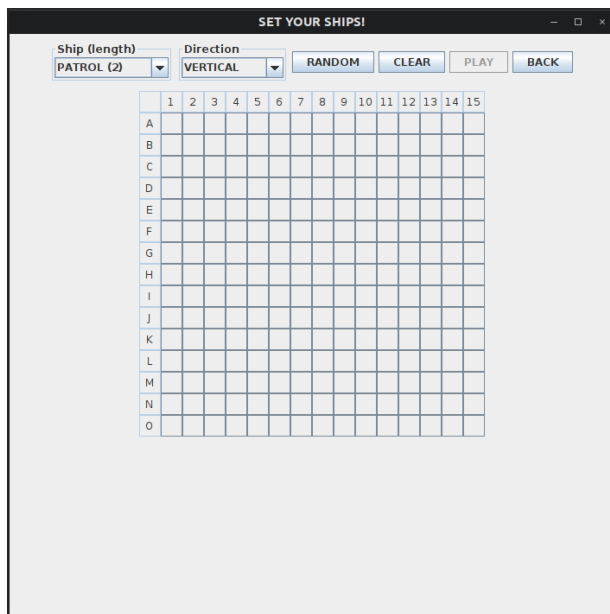 SET YOUR SHIPS!
Ship (length) Direction
PATROL (2) VERTICAL RANDOM CLEAR PLAY BACK
1 2 3 4 5 6 7 8 9 10 11 12 13 14 15
A
B
C
D
E
F
G
H
I
J
K
L
M
N
O